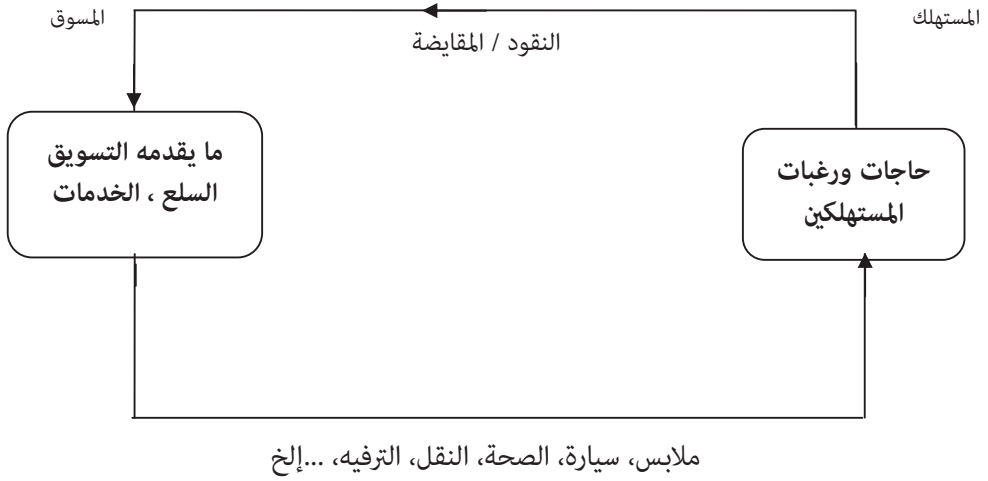 المستهلك
المسوق
النقود / المقايضة
حاجات ورغبات
المستهلكين
ما يقدمه التسويق
السلع ، الخدمات
ملابس، سيارة، الصحة، النقل، الترفيه، ...إلخ